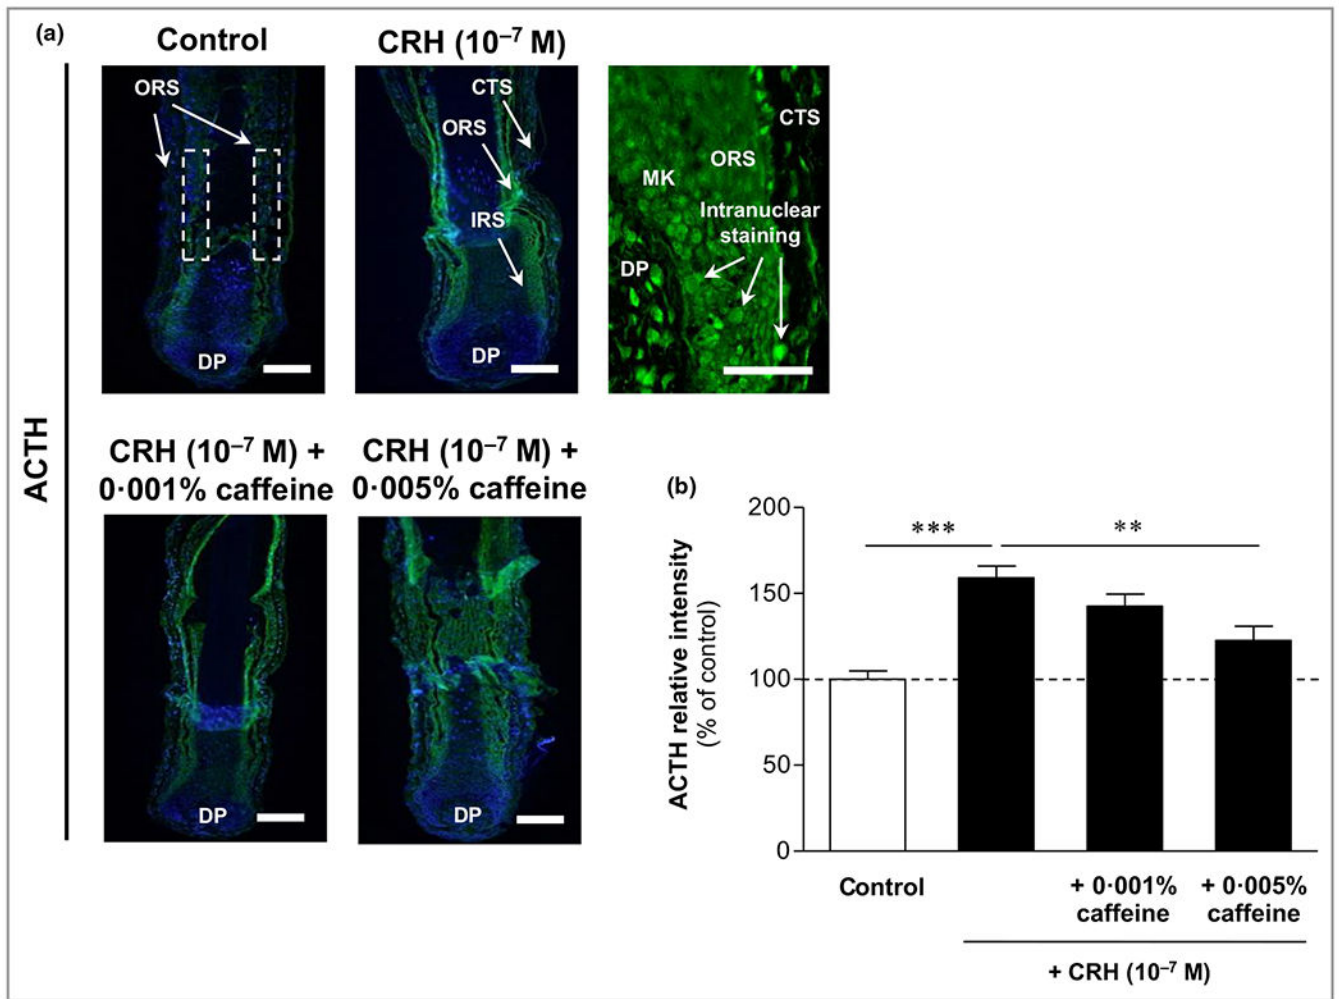 (a)
Control
CRH (10⁻⁷ M)
ORS
DP
CTS
ORS
IRS
DP
CTS
ORS
MK
Intranuclear
staining
DP
ACTH
CRH (10⁻⁷ M) +
0·001% caffeine
CRH (10⁻⁷ M) +
0·005% caffeine
DP
DP
(b)
ACTH relative intensity
(% of control)
200
150
100
50
0
***
**
Control
+ 0·001%
caffeine
+ 0·005%
caffeine
+ CRH (10⁻⁷ M)